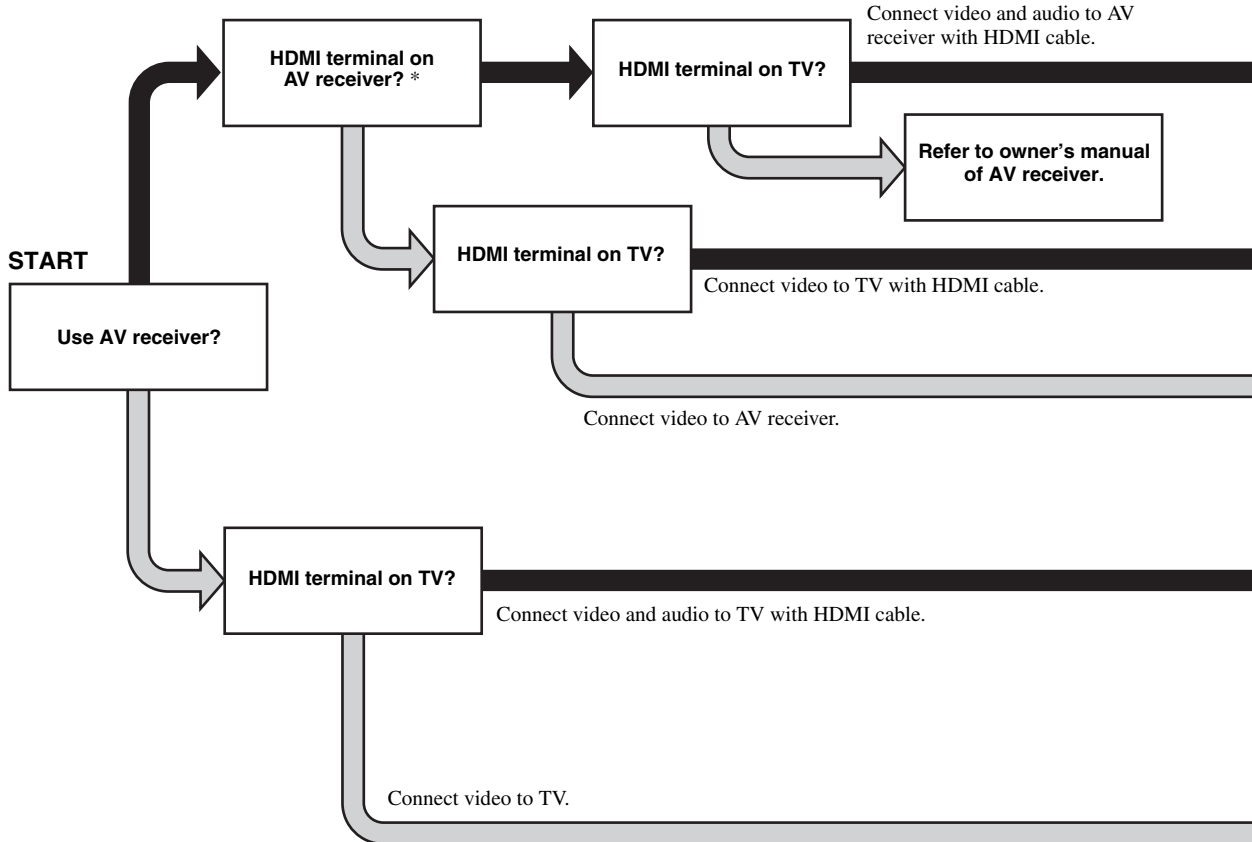 Connect video and audio to AV
receiver with HDMI cable.
HDMI terminal on
AV receiver? *
HDMI terminal on TV?
Refer to owner’s manual
of AV receiver.
HDMI terminal on TV?
START
Connect video to TV with HDMI cable.
Use AV receiver?
Connect video to AV receiver.
HDMI terminal on TV?
Connect video and audio to TV with HDMI cable.
Connect video to TV.